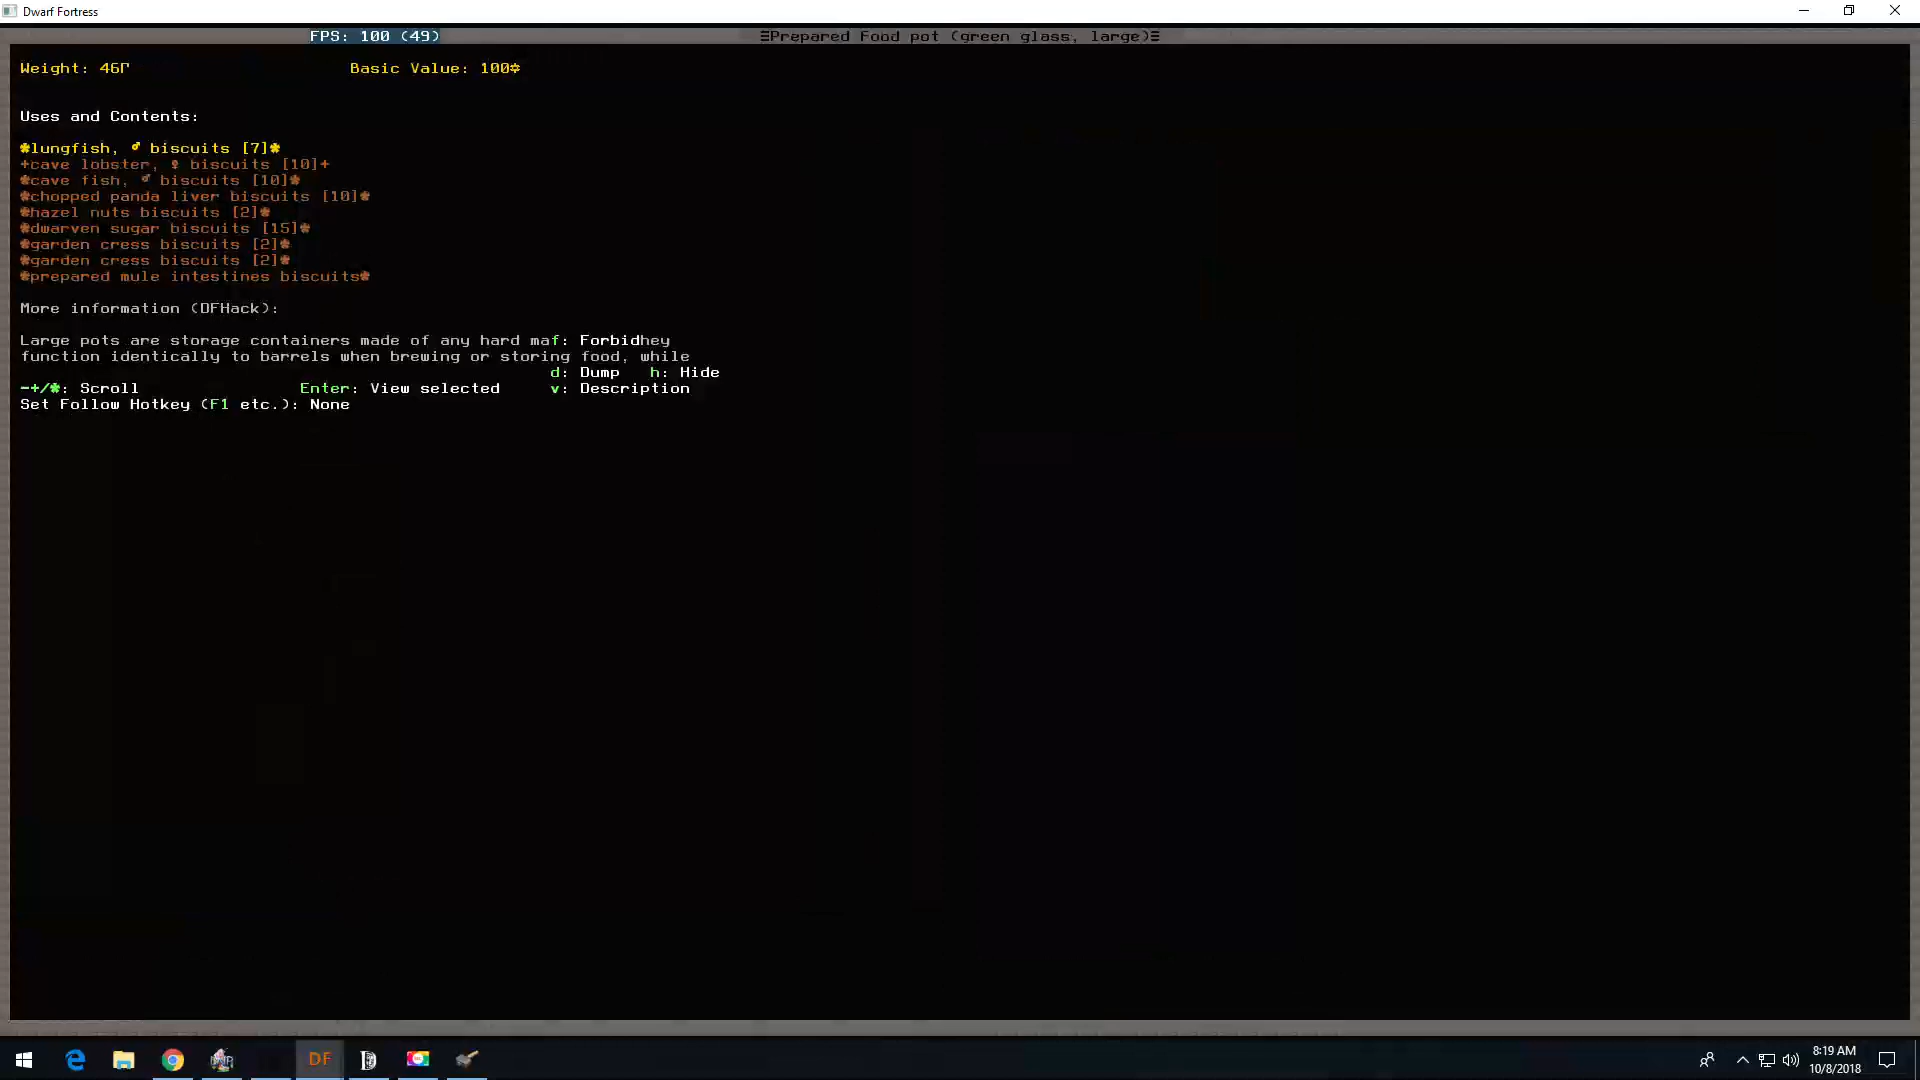 Dwarf Fortress
FPS: 100 (49)
≡Prepared Food pot (green glass, large)≡
Weight: 46Γ Basic Value: 100☼
Uses and Contents:
*lungfish, ♂ biscuits [7]*
+cave lobster, ♀ biscuits [10]+
*cave fish, ♂ biscuits [10]*
*chopped panda liver biscuits [10]*
*hazel nuts biscuits [2]*
*dwarven sugar biscuits [15]*
*garden cress biscuits [2]*
*garden cress biscuits [2]*
*prepared mule intestines biscuits*
More information (DFHack):
Large pots are storage containers made of any hard maf: Forbidhey
function identically to barrels when brewing or storing food, while
d: Dump h: Hide
-+/*: Scroll Enter: View selected v: Description
Set Follow Hotkey (F1 etc.): None
DF
8:19 AM
10/8/2018